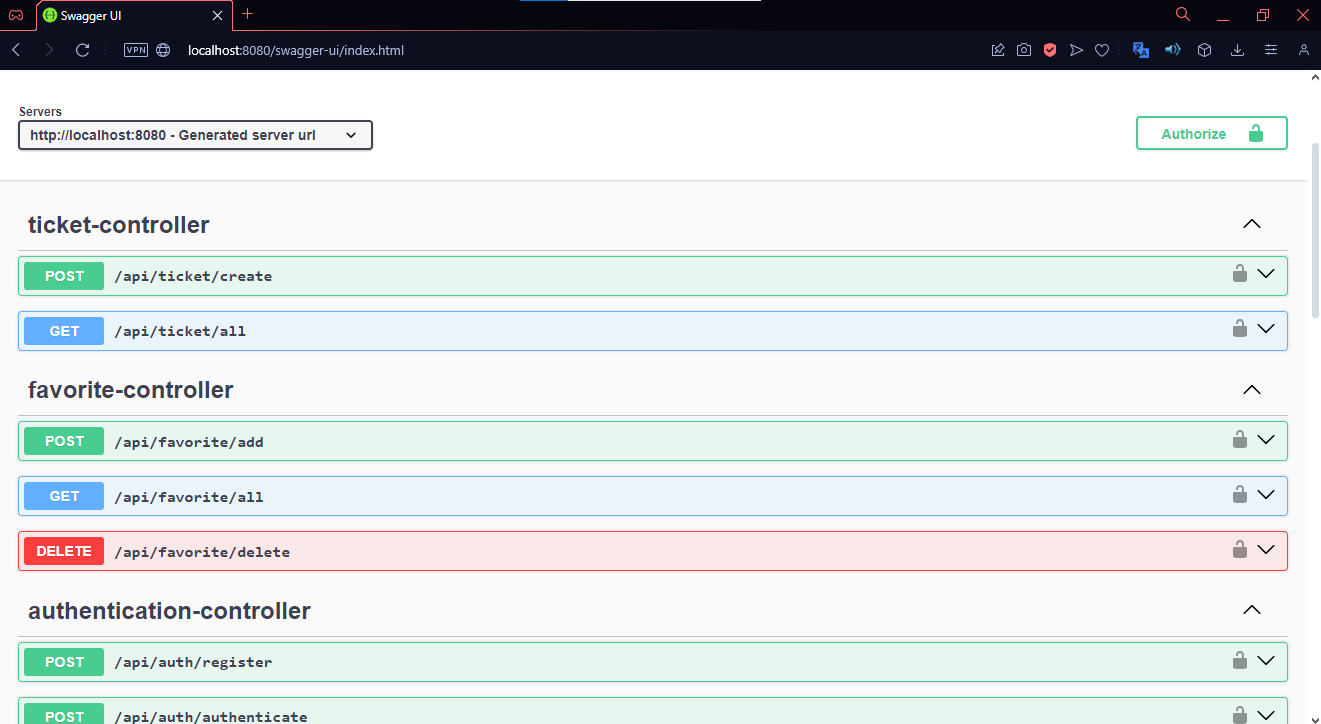 Swagger UI
VPN
localhost:8080/swagger-ui/index.html
Servers
http://localhost:8080 - Generated server url
Authorize
ticket-controller
POST /api/ticket/create
GET /api/ticket/all
favorite-controller
POST /api/favorite/add
GET /api/favorite/all
DELETE /api/favorite/delete
authentication-controller
POST /api/auth/register
POST /api/auth/authenticate